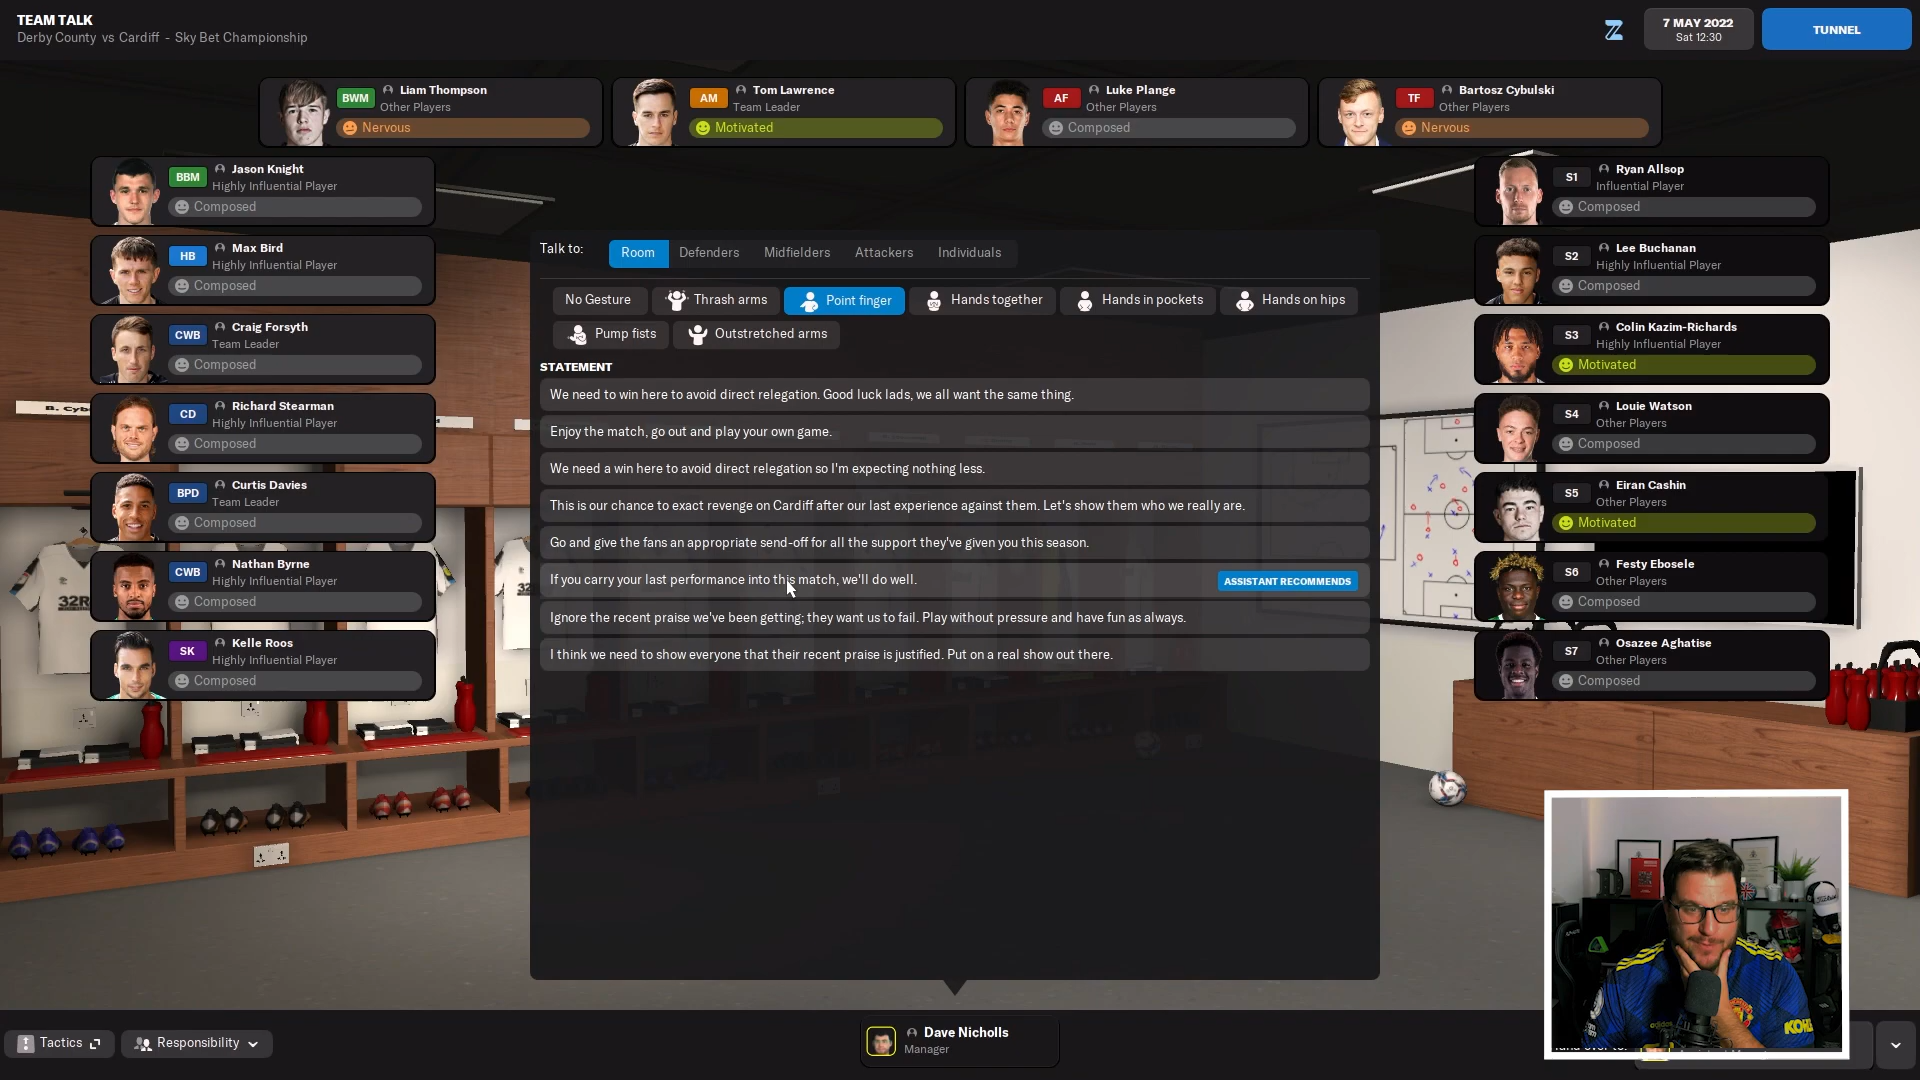 TEAM TALK
Derby County vs Cardiff - Sky Bet Championship
7 MAY 2022
Sat 12:30
TUNNEL
BWM Liam Thompson
Other Players
Nervous
AM Tom Lawrence
Team Leader
Motivated
AF Luke Plange
Other Players
Composed
TF Bartosz Cybulski
Other Players
Nervous
BBM Jason Knight
Highly Influential Player
Composed
HB Max Bird
Highly Influential Player
Composed
CWB Craig Forsyth
Team Leader
Composed
CD Richard Stearman
Highly Influential Player
Composed
BPD Curtis Davies
Team Leader
Composed
CWB Nathan Byrne
Highly Influential Player
Composed
SK Kelle Roos
Highly Influential Player
Composed
Talk to: Room Defenders Midfielders Attackers Individuals
No Gesture Thrash arms Point finger Hands together Hands in pockets Hands on hips
Pump fists Outstretched arms
STATEMENT
We need to win here to avoid direct relegation. Good luck lads, we all want the same thing.
Enjoy the match, go out and play your own game.
We need a win here to avoid direct relegation so I'm expecting nothing less.
This is our chance to exact revenge on Cardiff after our last experience against them. Let's show them who we really are.
Go and give the fans an appropriate send-off for all the support they've given you this season.
If you carry your last performance into this match, we'll do well. ASSISTANT RECOMMENDS
Ignore the recent praise we've been getting; they want us to fail. Play without pressure and have fun as always.
I think we need to show everyone that their recent praise is justified. Put on a real show out there.
S1 Ryan Allsop
Influential Player
Composed
S2 Lee Buchanan
Highly Influential Player
Composed
S3 Colin Kazim-Richards
Highly Influential Player
Motivated
S4 Louie Watson
Other Players
Composed
S5 Eiran Cashin
Other Players
Motivated
S6 Festy Ebosele
Other Players
Composed
S7 Osazee Aghatise
Other Players
Composed
B. Cyb
32R
32
KOHL
Tactics
Responsibility
Dave Nicholls
Manager